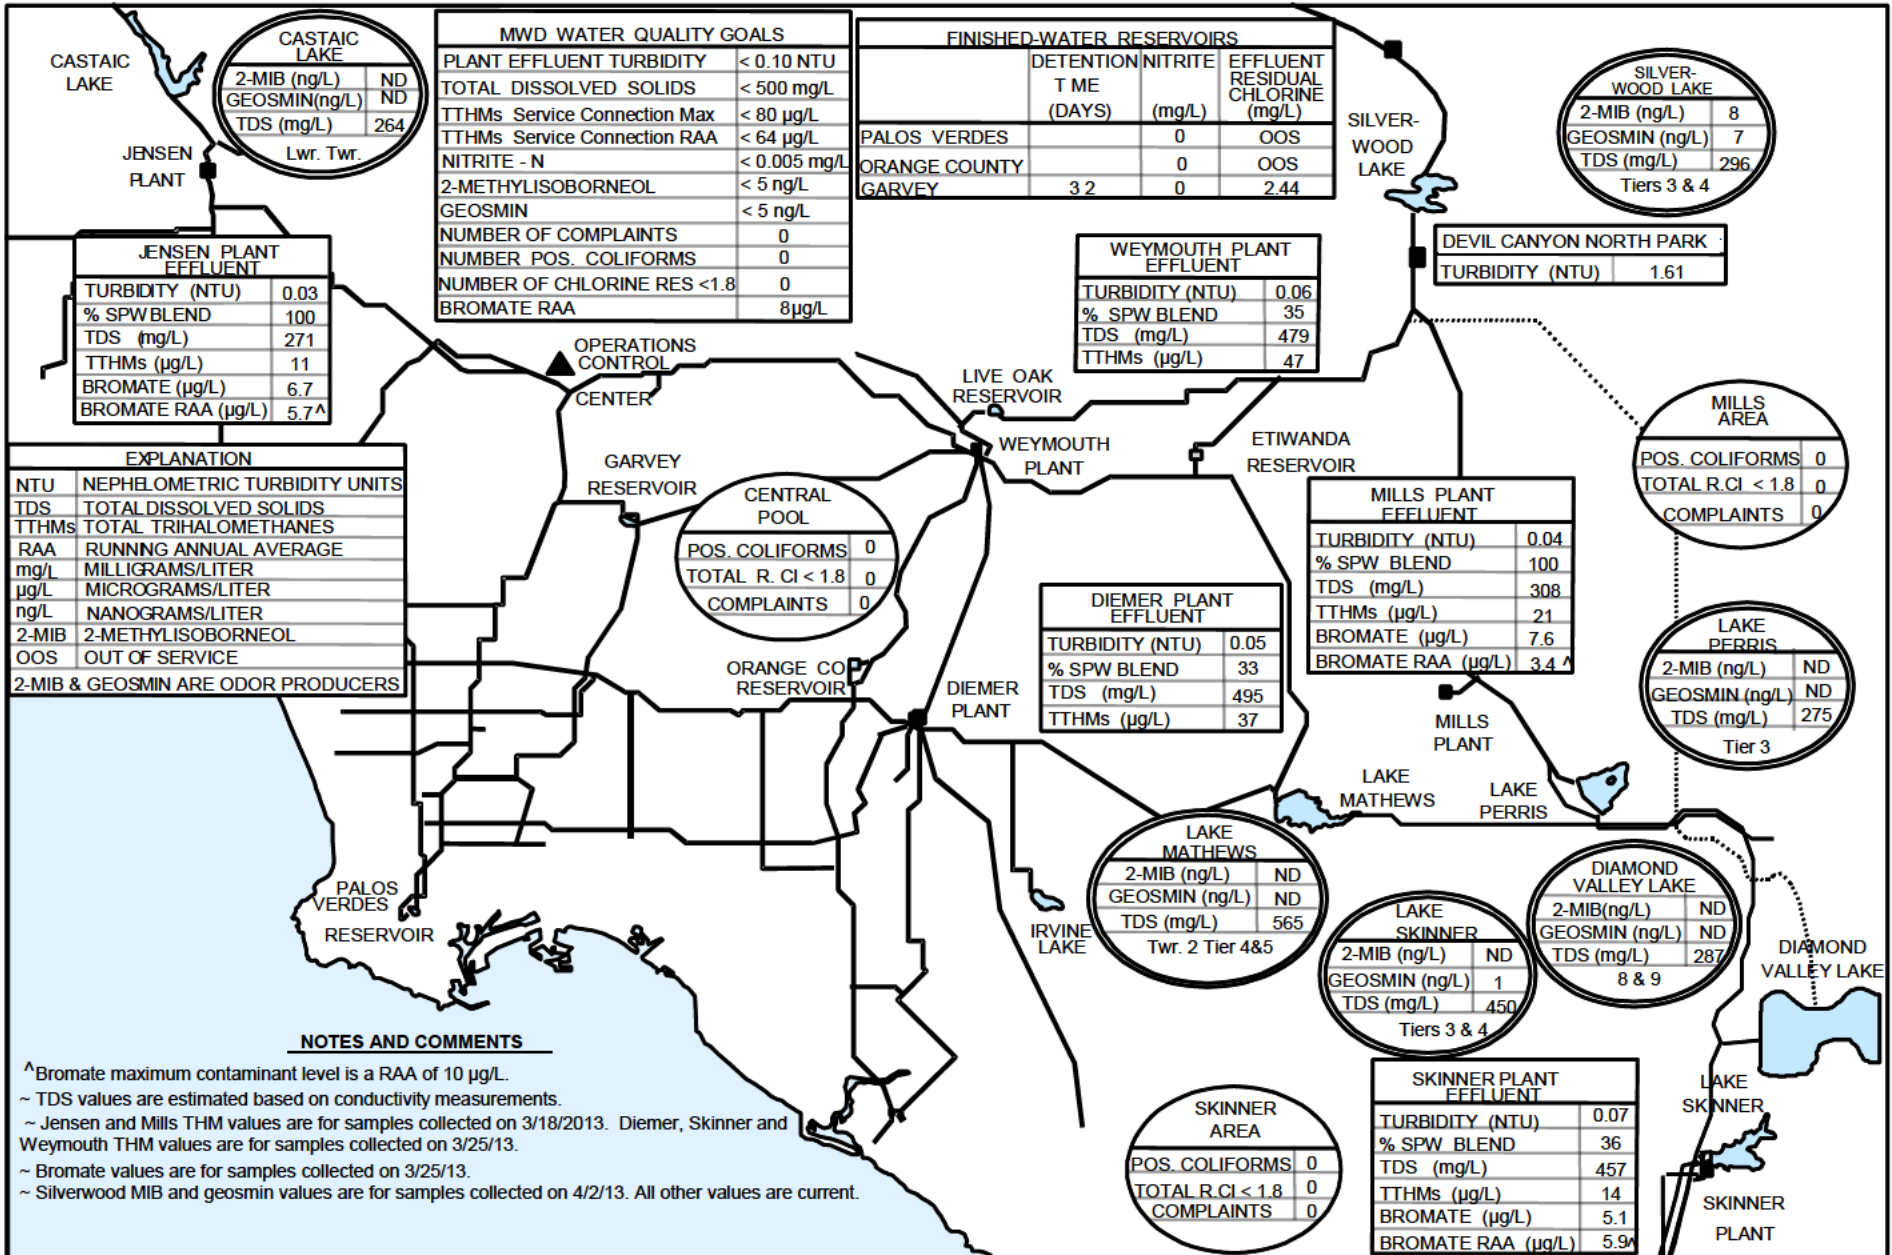 CASTAIC
LAKE
CASTAIC
LAKE
2-MIB (ng/L) ND
GEOSMIN(ng/L) ND
TDS (mg/L) 264
Lwr. Twr.
JENSEN
PLANT
MWD WATER QUALITY GOALS
PLANT EFFLUENT TURBIDITY < 0.10 NTU
TOTAL DISSOLVED SOLIDS < 500 mg/L
TTHMs Service Connection Max < 80 µg/L
TTHMs Service Connection RAA < 64 µg/L
NITRITE - N < 0.005 mg/L
2-METHYLISOBORNEOL < 5 ng/L
GEOSMIN < 5 ng/L
NUMBER OF COMPLAINTS 0
NUMBER POS. COLIFORMS 0
NUMBER OF CHLORINE RES <1.8 0
BROMATE RAA 8µg/L
FINISHED-WATER RESERVOIRS
DETENTION NITRITE EFFLUENT
T ME RESIDUAL
CHLORINE
(DAYS) (mg/L) (mg/L)
PALOS VERDES 0 OOS
ORANGE COUNTY 0 OOS
GARVEY 3 2 0 2.44
SILVER-
WOOD
LAKE
SILVER-
WOOD LAKE
2-MIB (ng/L) 8
GEOSMIN (ng/L) 7
TDS (mg/L) 296
Tiers 3 & 4
DEVIL CANYON NORTH PARK
TURBIDITY (NTU) 1.61
JENSEN PLANT
EFFLUENT
TURBIDITY (NTU) 0.03
% SPW BLEND 100
TDS (mg/L) 271
TTHMs (µg/L) 11
BROMATE (µg/L) 6.7
BROMATE RAA (µg/L) 5.7^
WEYMOUTH PLANT
EFFLUENT
TURBIDITY (NTU) 0.06
% SPW BLEND 35
TDS (mg/L) 479
TTHMs (µg/L) 47
OPERATIONS
CONTROL
CENTER
LIVE OAK
RESERVOIR
WEYMOUTH
PLANT
ETIWANDA
RESERVOIR
MILLS
AREA
POS. COLIFORMS 0
TOTAL R.Cl < 1.8 0
COMPLAINTS 0
EXPLANATION
NTU NEPHELOMETRIC TURBIDITY UNITS
TDS TOTAL DISSOLVED SOLIDS
TTHMs TOTAL TRIHALOMETHANES
RAA RUNNING ANNUAL AVERAGE
mg/L MILLIGRAMS/LITER
µg/L MICROGRAMS/LITER
ng/L NANOGRAMS/LITER
2-MIB 2-METHYLISOBORNEOL
OOS OUT OF SERVICE
2-MIB & GEOSMIN ARE ODOR PRODUCERS
GARVEY
RESERVOIR
CENTRAL
POOL
POS. COLIFORMS 0
TOTAL R. Cl < 1.8 0
COMPLAINTS 0
MILLS PLANT
EFFLUENT
TURBIDITY (NTU) 0.04
% SPW BLEND 100
TDS (mg/L) 308
TTHMs (µg/L) 21
BROMATE (µg/L) 7.6
BROMATE RAA (µg/L) 3.4 ^
DIEMER PLANT
EFFLUENT
TURBIDITY (NTU) 0.05
% SPW BLEND 33
TDS (mg/L) 495
TTHMs (µg/L) 37
LAKE
PERRIS
2-MIB (ng/L) ND
GEOSMIN (ng/L) ND
TDS (mg/L) 275
Tier 3
ORANGE CO
RESERVOIR
DIEMER
PLANT
MILLS
PLANT
LAKE
MATHEWS
LAKE
PERRIS
LAKE
MATHEWS
2-MIB (ng/L) ND
GEOSMIN (ng/L) ND
TDS (mg/L) 565
Twr. 2 Tier 4&5
PALOS
VERDES
RESERVOIR
IRVINE
LAKE
LAKE
SKINNER
2-MIB (ng/L) ND
GEOSMIN (ng/L) 1
TDS (mg/L) 450
Tiers 3 & 4
DIAMOND
VALLEY LAKE
2-MIB(ng/L) ND
GEOSMIN (ng/L) ND
TDS (mg/L) 287
8 & 9
DIAMOND
VALLEY LAKE
NOTES AND COMMENTS
^Bromate maximum contaminant level is a RAA of 10 µg/L.
~ TDS values are estimated based on conductivity measurements.
~ Jensen and Mills THM values are for samples collected on 3/18/2013. Diemer, Skinner and
Weymouth THM values are for samples collected on 3/25/13.
~ Bromate values are for samples collected on 3/25/13.
~ Silverwood MIB and geosmin values are for samples collected on 4/2/13. All other values are current.
SKINNER
AREA
POS. COLIFORMS 0
TOTAL R.Cl < 1.8 0
COMPLAINTS 0
SKINNER PLANT
EFFLUENT
TURBIDITY (NTU) 0.07
% SPW BLEND 36
TDS (mg/L) 457
TTHMs (µg/L) 14
BROMATE (µg/L) 5.1
BROMATE RAA (µg/L) 5.9^
LAKE
SKINNER
SKINNER
PLANT